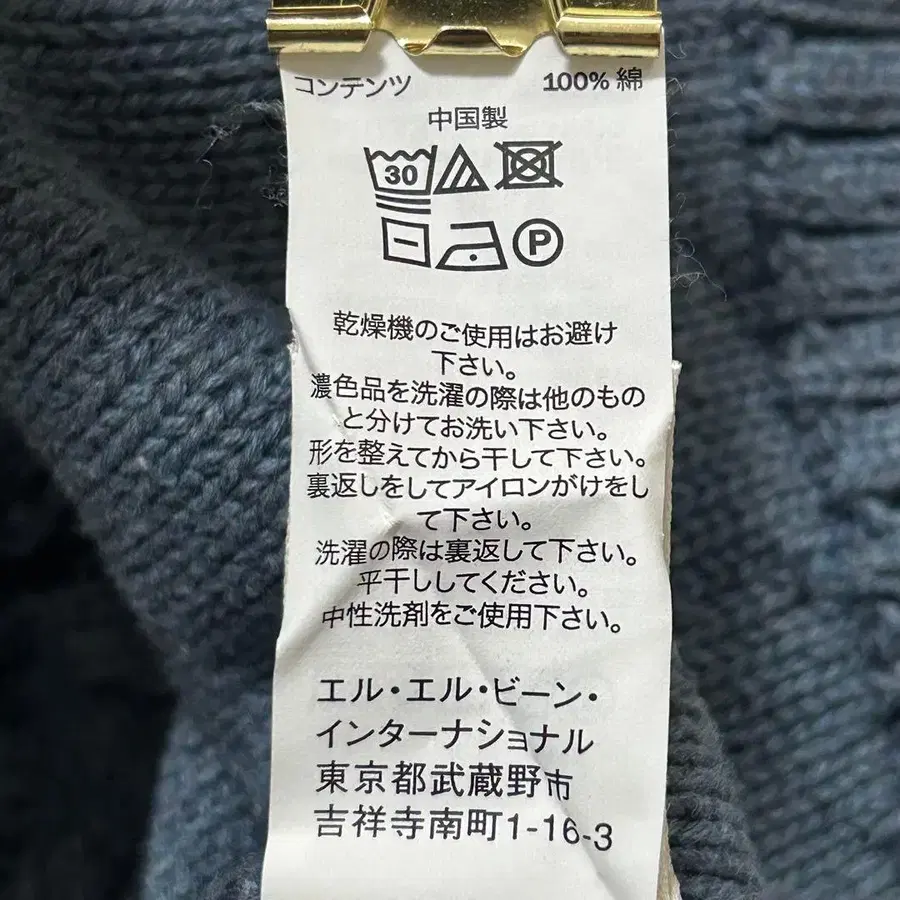 コンテンツ 100% 綿
中国製
30
P
乾燥機のご使用はお避け
下さい。
濃色品を洗濯の際は他のもの
と分けてお洗い下さい。
形を整えてから干して下さい。
裏返しをしてアイロンがけをし
て下さい。
洗濯の際は裏返して下さい。
平干ししてください。
中性洗剤をご使用下さい。
エル・エル・ビーン・
インターナショナル
東京都武蔵野市
吉祥寺南町1-16-3